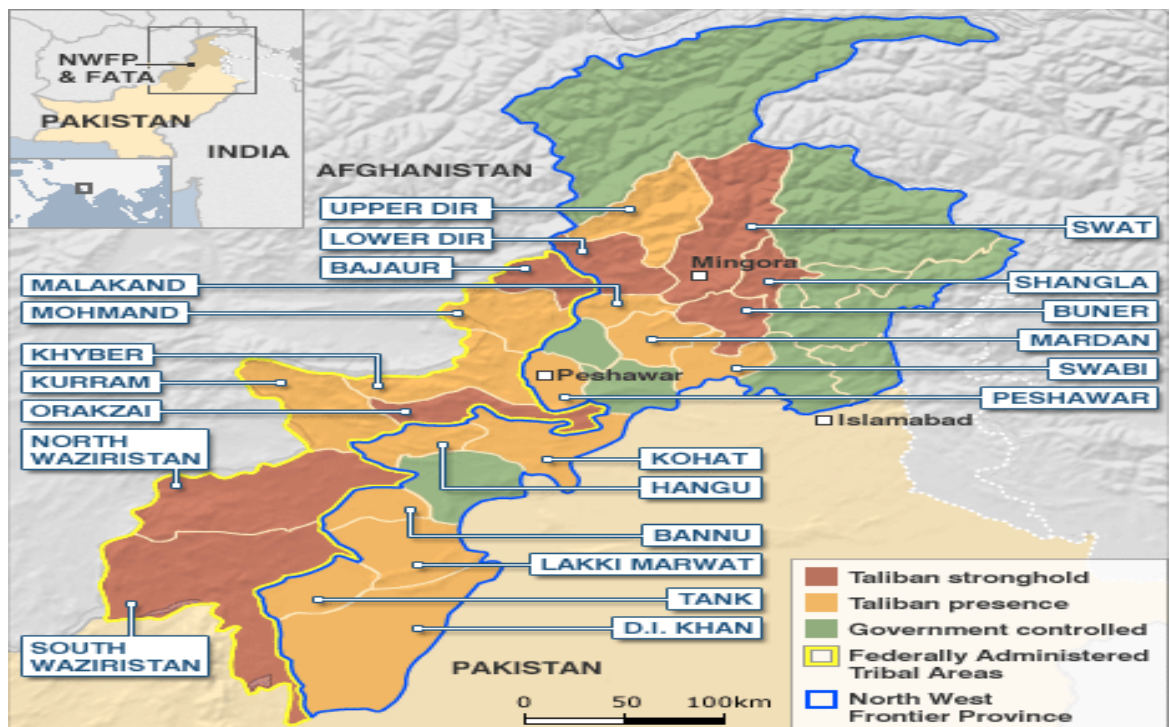 NWFP
& FATA
PAKISTAN
INDIA
AFGHANISTAN
UPPER DIR
LOWER DIR
BAJAUR
MALAKAND
MOHMAND
KHYBER
KURRAM
ORAKZAI
NORTH
WAZIRISTAN
SOUTH
WAZIRISTAN
SWAT
Mingora
SHANGLA
BUNER
MARDAN
SWABI
Peshawar
PESHAWAR
Islamabad
KOHAT
HANGU
BANNU
LAKKI MARWAT
TANK
D.I. KHAN
PAKISTAN
0 50 100km
Taliban stronghold
Taliban presence
Government controlled
Federally Administered
Tribal Areas
North West
Frontier Province